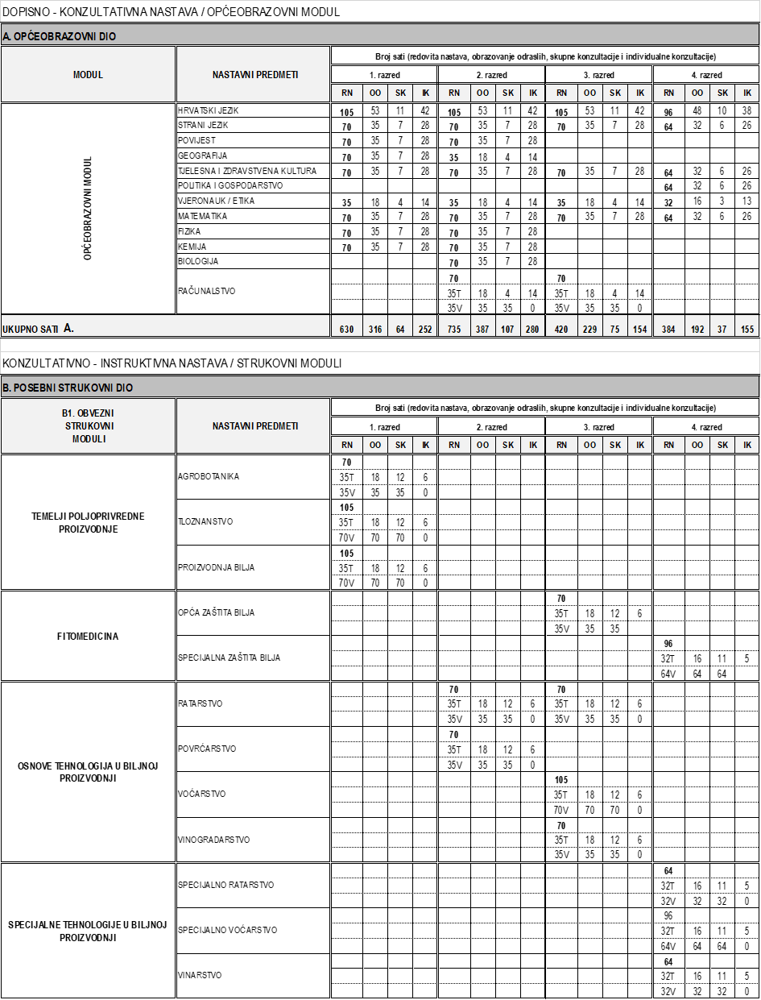 DOPISNO - KONZULTATIVNA NASTAVA / OPĆEOBRAZOVNI MODUL
A. OPĆEOBRAZOVNI DIO
MODUL NASTAVNI PREDMETI Broj sati (redovita nastava, obrazovanje odraslih, skupne konzultacije i individualne konzultacije)
1. razred 2. razred 3. razred 4. razred
RN OO SK IK RN OO SK IK RN OO SK IK RN OO SK IK
OPĆEOBRAZOVNI MODUL
HRVATSKI JEZIK 105 53 11 42 105 53 11 42 105 53 11 42 96 48 10 38
STRANI JEZIK 70 35 7 28 70 35 7 28 70 35 7 28 64 32 6 26
POVIJEST 70 35 7 28 70 35 7 28
GEOGRAFIJA 70 35 7 28 35 18 4 14
TJELESNA I ZDRAVSTVENA KULTURA 70 35 7 28 70 35 7 28 70 35 7 28 64 32 6 26
POLITIKA I GOSPODARSTVO 64 32 6 26
VJERONAUK / ETIKA 35 18 4 14 35 18 4 14 35 18 4 14 32 16 3 13
MATEMATIKA 70 35 7 28 70 35 7 28 70 35 7 28 64 32 6 26
FIZIKA 70 35 7 28 70 35 7 28
KEMIJA 70 35 7 28 70 35 7 28
BIOLOGIJA 70 35 7 28
70 70
RAČUNALSTVO 35T 18 4 14 35T 18 4 14
35V 35 35 0 35V 35 35 0
UKUPNO SATI A. 630 316 64 252 735 387 107 280 420 229 75 154 384 192 37 155
KONZULTATIVNO - INSTRUKTIVNA NASTAVA / STRUKOVNI MODULI
B. POSEBNI STRUKOVNI DIO
B1. OBVEZNI
STRUKOVNI
MODULI
NASTAVNI PREDMETI
Broj sati (redovita nastava, obrazovanje odraslih, skupne konzultacije i individualne konzultacije)
1. razred 2. razred 3. razred 4. razred
RN OO SK IK RN OO SK IK RN OO SK IK RN OO SK IK
TEMELJI POLJOPRIVREDNE
PROIZVODNJE
70
AGROBOTANIKA 35T 18 12 6
35V 35 35 0
105
TLOZNANSTVO 35T 18 12 6
70V 70 70 0
105
PROIZVODNJA BILJA 35T 18 12 6
70V 70 70 0
FITOMEDICINA
70
OPĆA ZAŠTITA BILJA 35T 18 12 6
35V 35 35
96
SPECIJALNA ZAŠTITA BILJA 32T 16 11 5
64V 64 64
OSNOVE TEHNOLOGIJA U BILJNOJ
PROIZVODNJI
70 70
RATARSTVO 35T 18 12 6 35T 18 12 6
35V 35 35 0 35V 35 35 0
70
POVRĆARSTVO 35T 18 12 6
35V 35 35 0
105
VOĆARSTVO 35T 18 12 6
70V 70 70 0
70
VINOGRADARSTVO 35T 18 12 6
35V 35 35 0
SPECIJALNE TEHNOLOGIJE U BILJNOJ
PROIZVODNJI
64
SPECIJALNO RATARSTVO 32T 16 11 5
32V 32 32 0
96
SPECIJALNO VOĆARSTVO 32T 16 11 5
64V 64 64 0
64
VINARSTVO 32T 16 11 5
32V 32 32 0